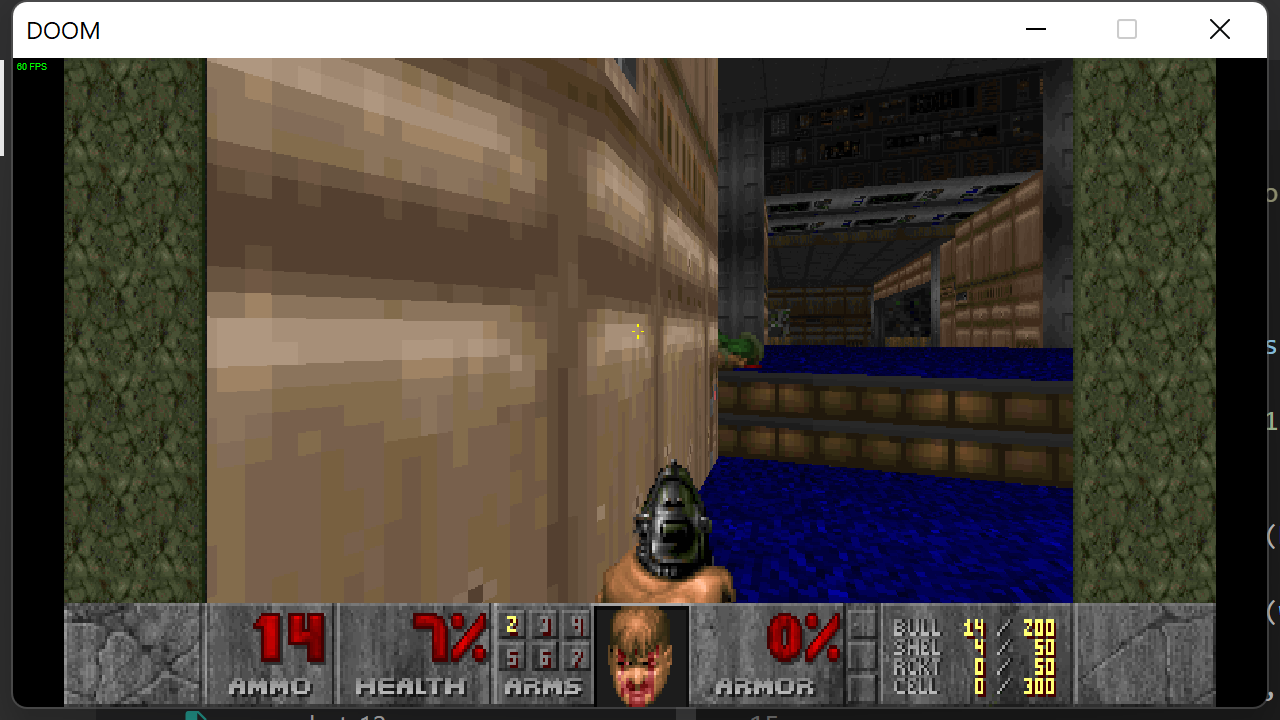 DOOM
60 FPS
14 7% 2 3 4 0% BULL 14 / 200
SHEL 4 / 50
5 6 7 RCKT 0 / 50
AMMO HEALTH ARMS ARMOR CELL 0 / 300